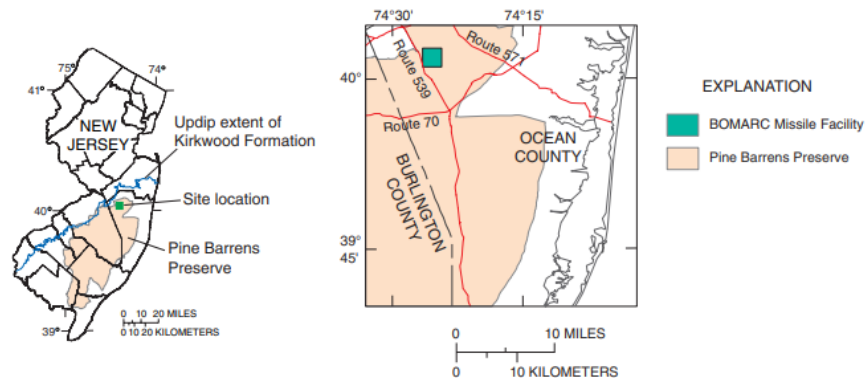 75°
74°
41°
NEW
JERSEY
Updip extent of
Kirkwood Formation
Site location
40°
Pine Barrens
Preserve
0 10 20 MILES
0 10 20 KILOMETERS
39°
74°30'
74°15'
Route 539
Route 571
40°
Route 70
OCEAN
COUNTY
BURLINGTON
COUNTY
39°
45'
0 10 MILES
0 10 KILOMETERS
EXPLANATION
BOMARC Missile Facility
Pine Barrens Preserve